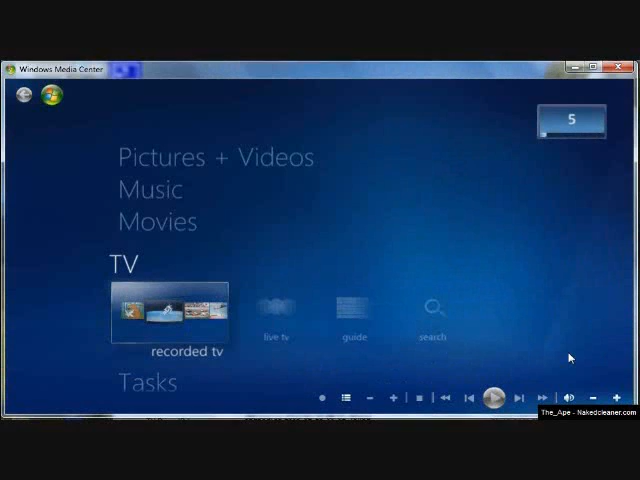 Windows Media Center
5
Pictures + Videos
Music
Movies
TV
recorded tv
live tv
guide
search
Tasks
The_Ape - Nakedcleaner.com